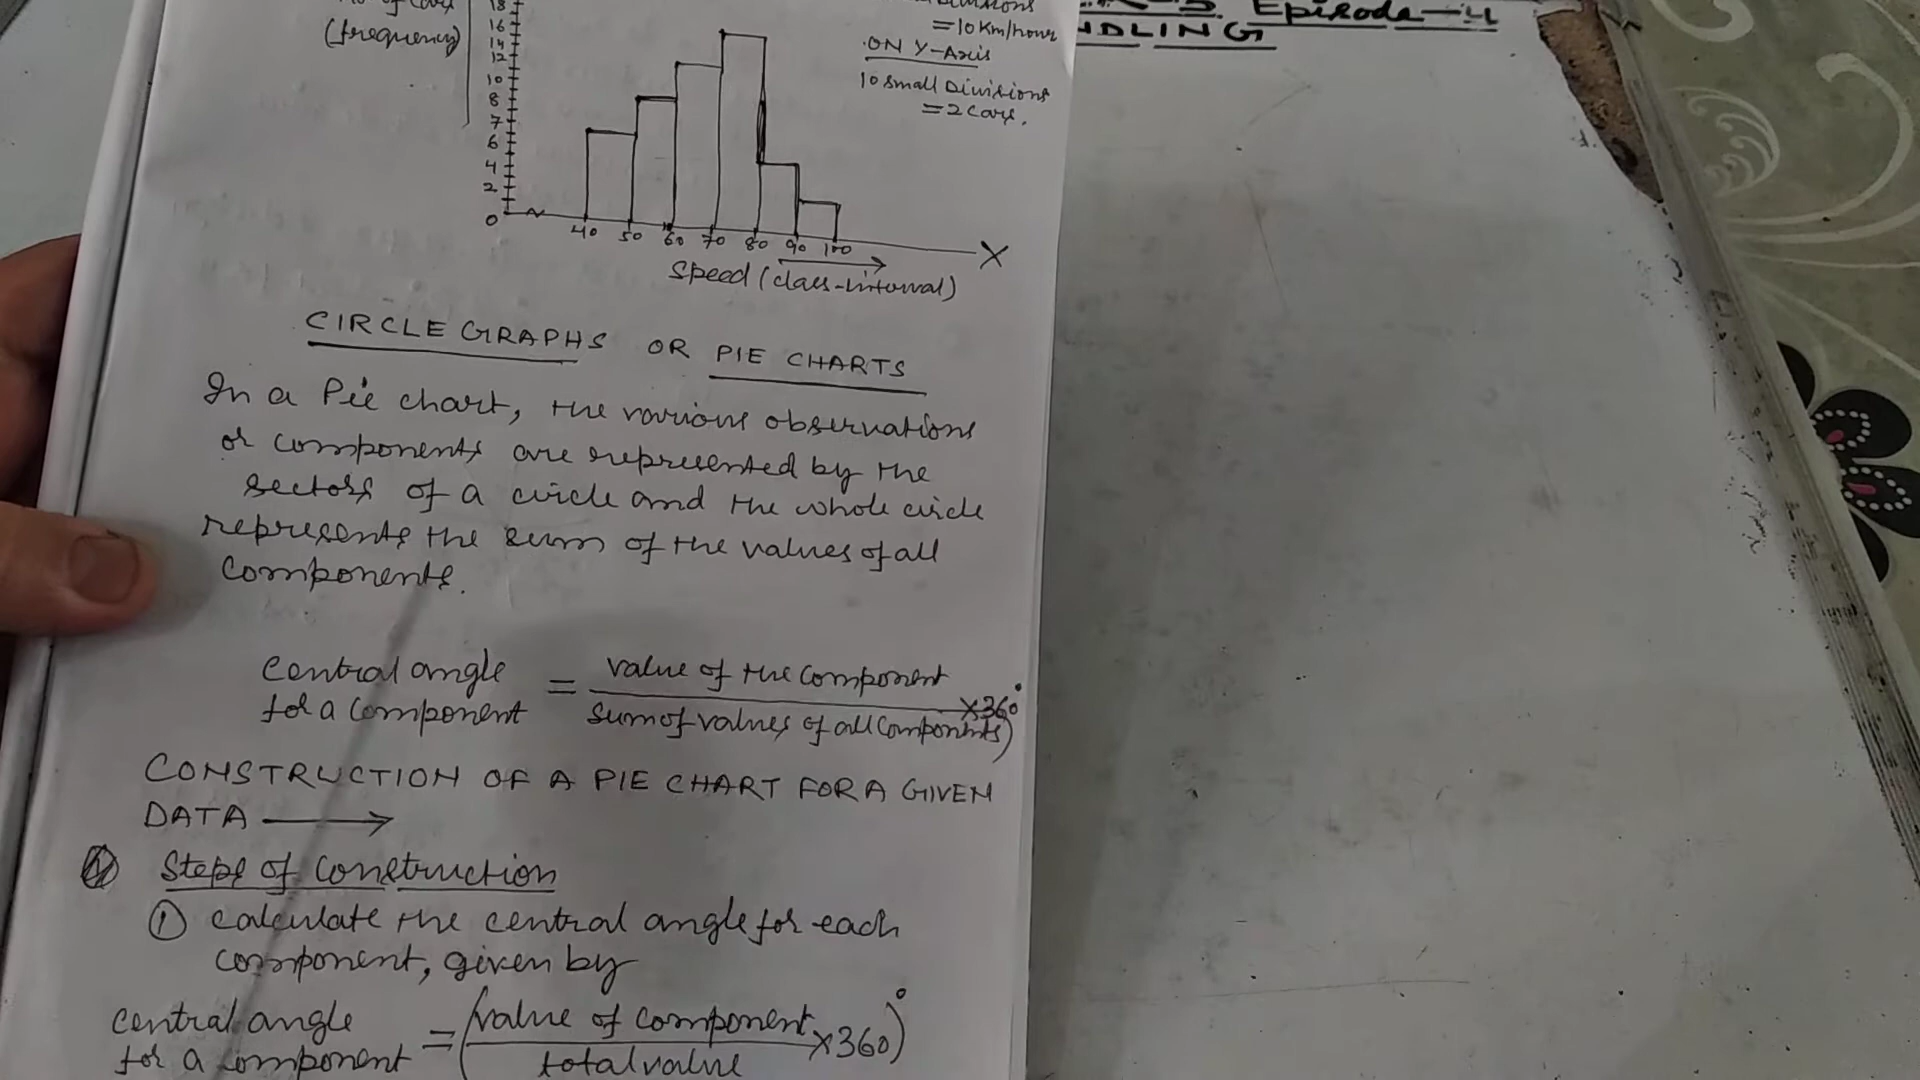 (frequency)
18
16
14
12
10
8
7
6
4
2
0
40 50 60 70 80 90 100
X
Speed (class-interval)
= 10 Km/hour
ON Y-Axis
10 small Divisions
= 2 cars.
Episode-4
NDLING
CIRCLE GRAPHS OR PIE CHARTS
In a Pie chart, the various observations
or components are represented by the
sectors of a circle and the whole circle
represents the sum of the values of all
components.
central angle for a component = value of the component / sum of values of all components) ×360°
CONSTRUCTION OF A PIE CHART FOR A GIVEN
DATA →
Steps of Construction
① calculate the central angle for each
component, given by
central angle for a component = (value of component / total value ×360)°